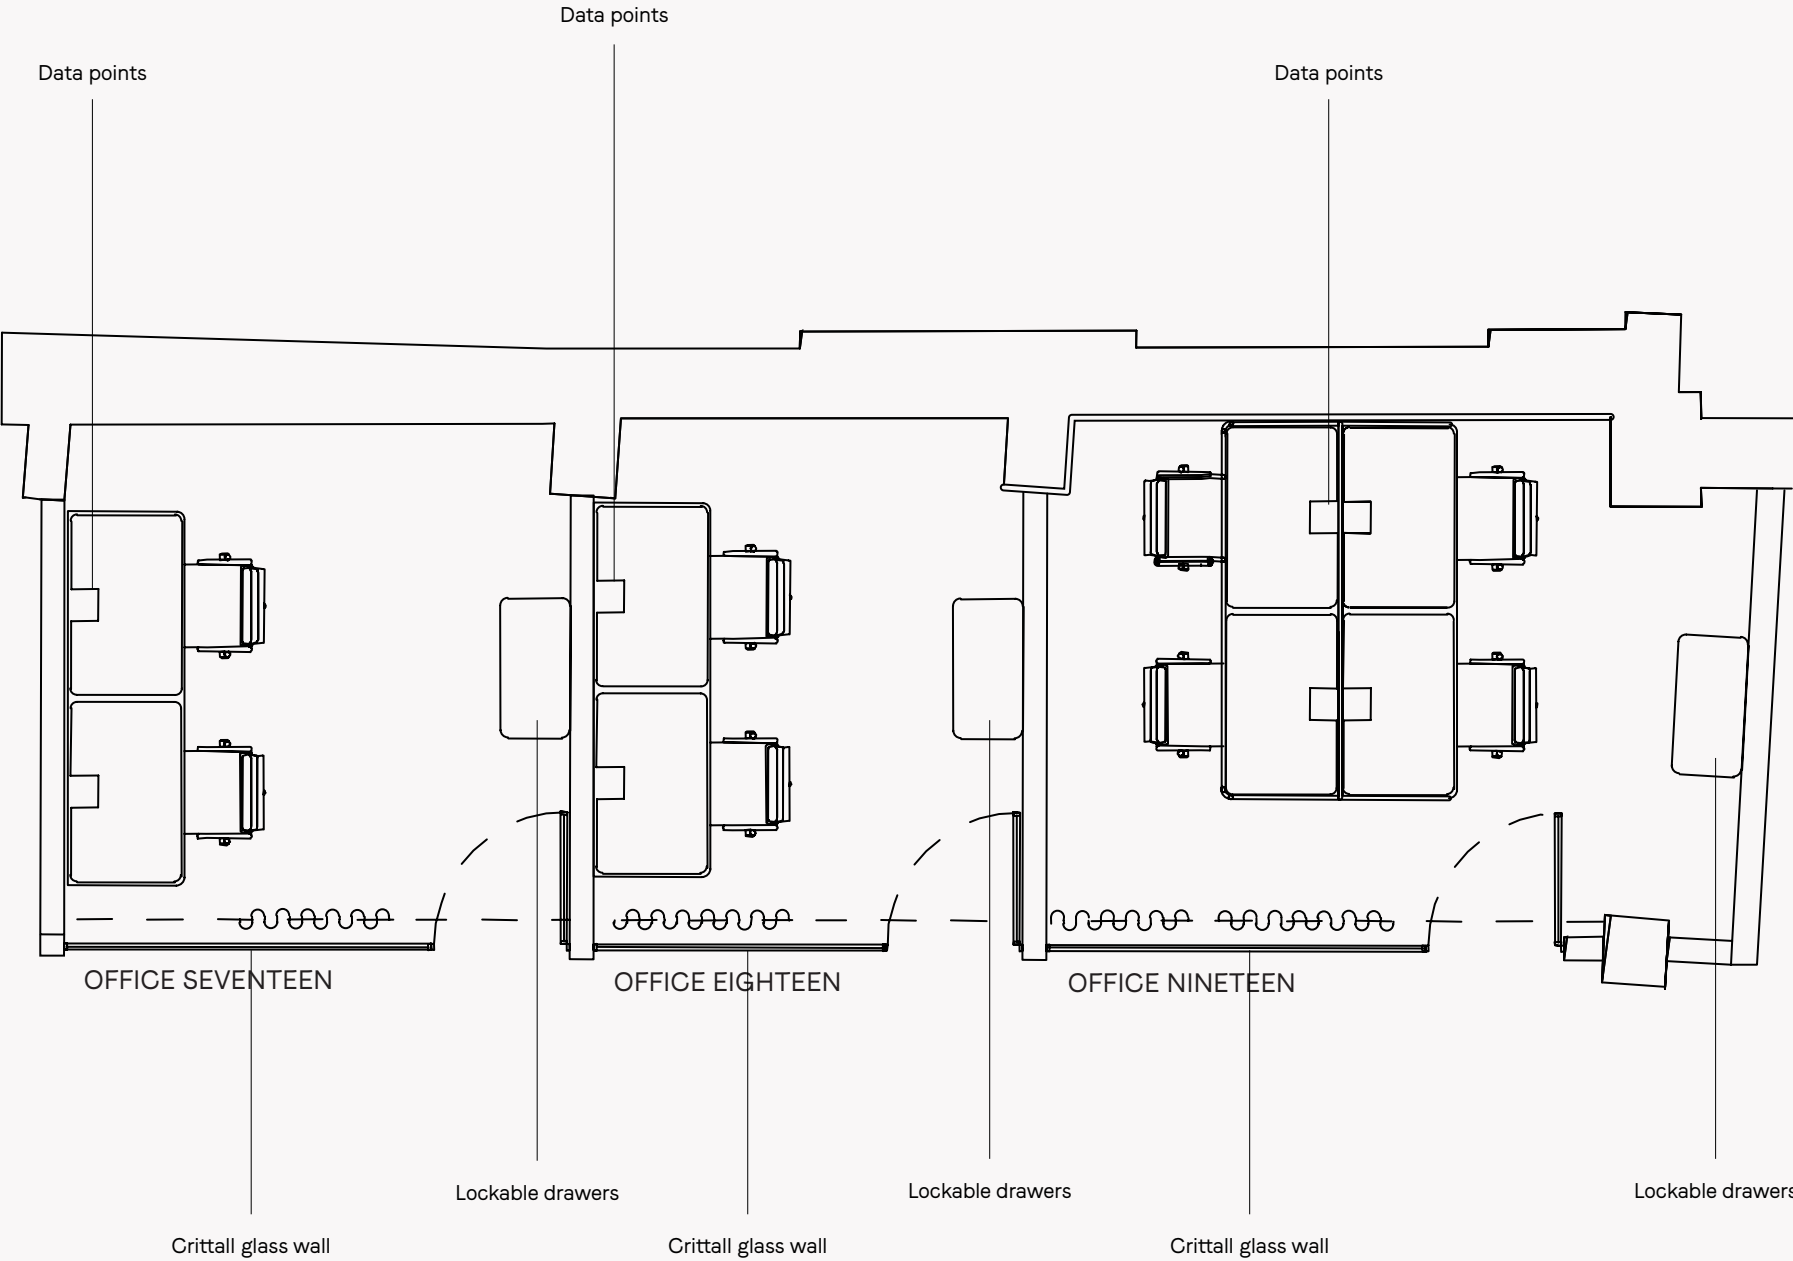 Data points
Data points
Data points
OFFICE SEVENTEEN
OFFICE EIGHTEEN
OFFICE NINETEEN
Lockable drawers
Lockable drawers
Lockable drawers
Crittall glass wall
Crittall glass wall
Crittall glass wall